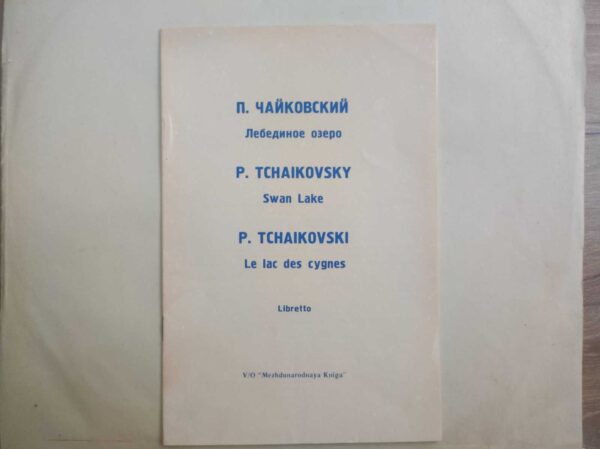 П. ЧАЙКОВСКИЙ
Лебединое озеро
P. TCHAIKOVSKY
Swan Lake
P. TCHAIKOVSKI
Le lac des cygnes
Libretto
V/O "Mezhdunarodnaya Kniga"